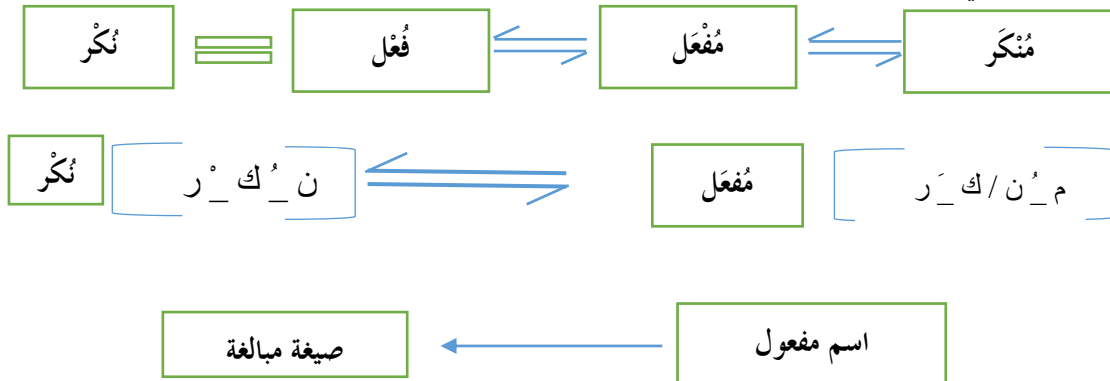 مُنْكَر مُفْعَل فُعْل نُكْر
م _ُ ن / ك _َ ر مُفعَل ن _ُ ك _ْ ر نُكْر
اسم مفعول صيغة مبالغة